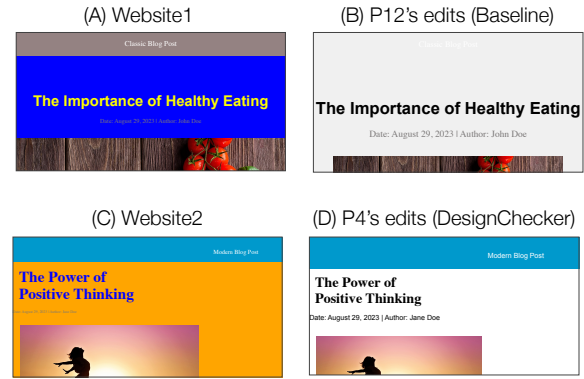 (A) Website1
Classic Blog Post
The Importance of Healthy Eating
Date: August 29, 2023 | Author: John Doe
(B) P12's edits (Baseline)
Classic Blog Post
The Importance of Healthy Eating
Date: August 29, 2023 | Author: John Doe
(C) Website2
Modern Blog Post
The Power of
Positive Thinking
(D) P4's edits (DesignChecker)
Modern Blog Post
The Power of
Positive Thinking
Date: August 29, 2023 | Author: Jane Doe